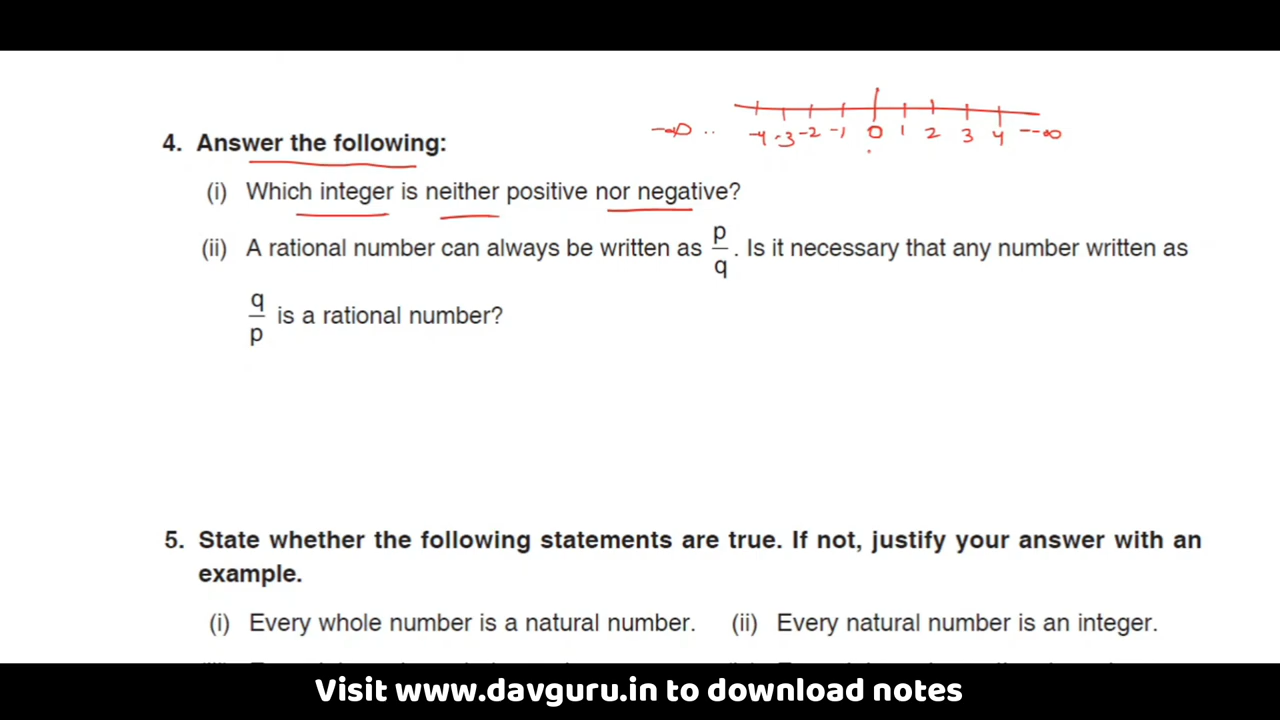 4. Answer the following:
-∞ .. -4 -3 -2 -1 0 1 2 3 4 --∞
(i) Which integer is neither positive nor negative?
(ii) A rational number can always be written as p/q. Is it necessary that any number written as
q/p is a rational number?
5. State whether the following statements are true. If not, justify your answer with an
example.
(i) Every whole number is a natural number. (ii) Every natural number is an integer.
Visit www.davguru.in to download notes